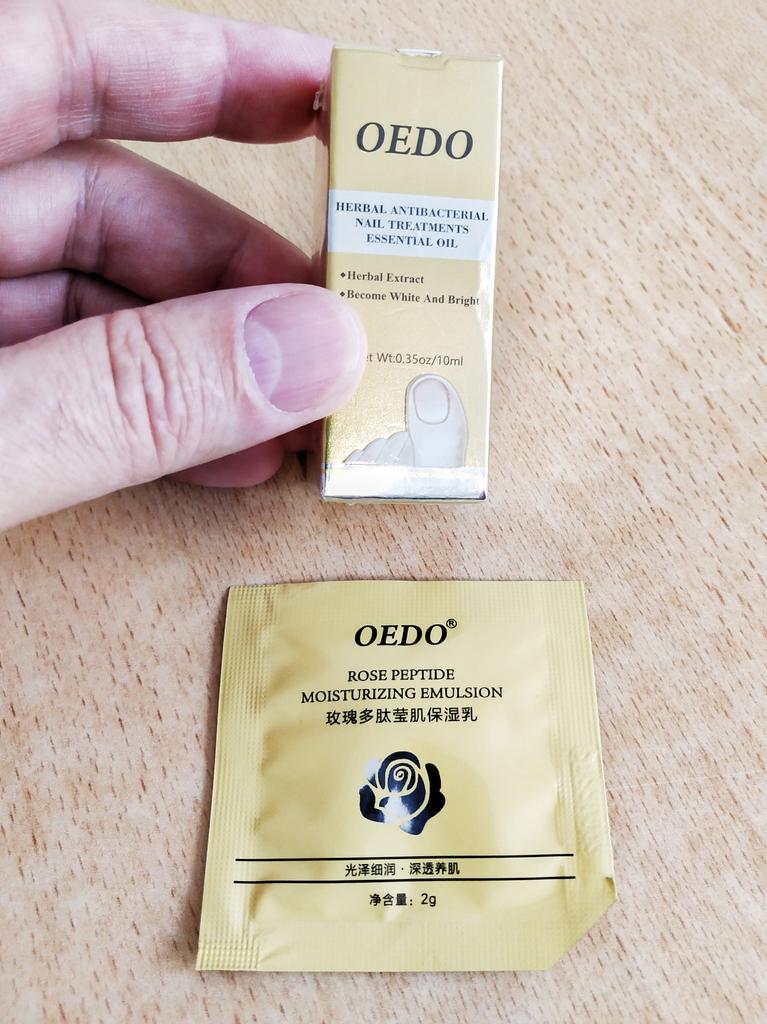 OEDO
HERBAL ANTIBACTERIAL
NAIL TREATMENTS
ESSENTIAL OIL
◆Herbal Extract
◆Become White And Bright
Wt:0.35oz/10ml
OEDO®
ROSE PEPTIDE
MOISTURIZING EMULSION
玫瑰多肽莹肌保湿乳
光泽细润·深透养肌
净含量：2g